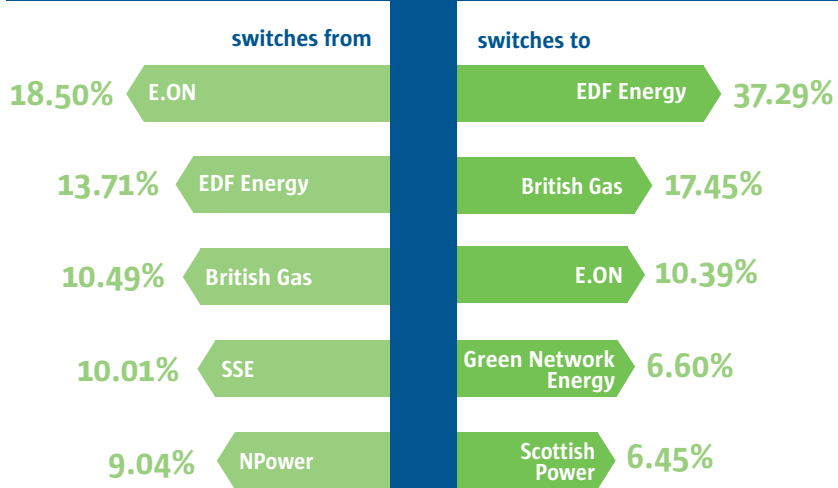 switches from
switches to
18.50% E.ON
EDF Energy 37.29%
13.71% EDF Energy
British Gas 17.45%
10.49% British Gas
E.ON 10.39%
10.01% SSE
Green Network
Energy
6.60%
9.04% NPower
Scottish
Power
6.45%